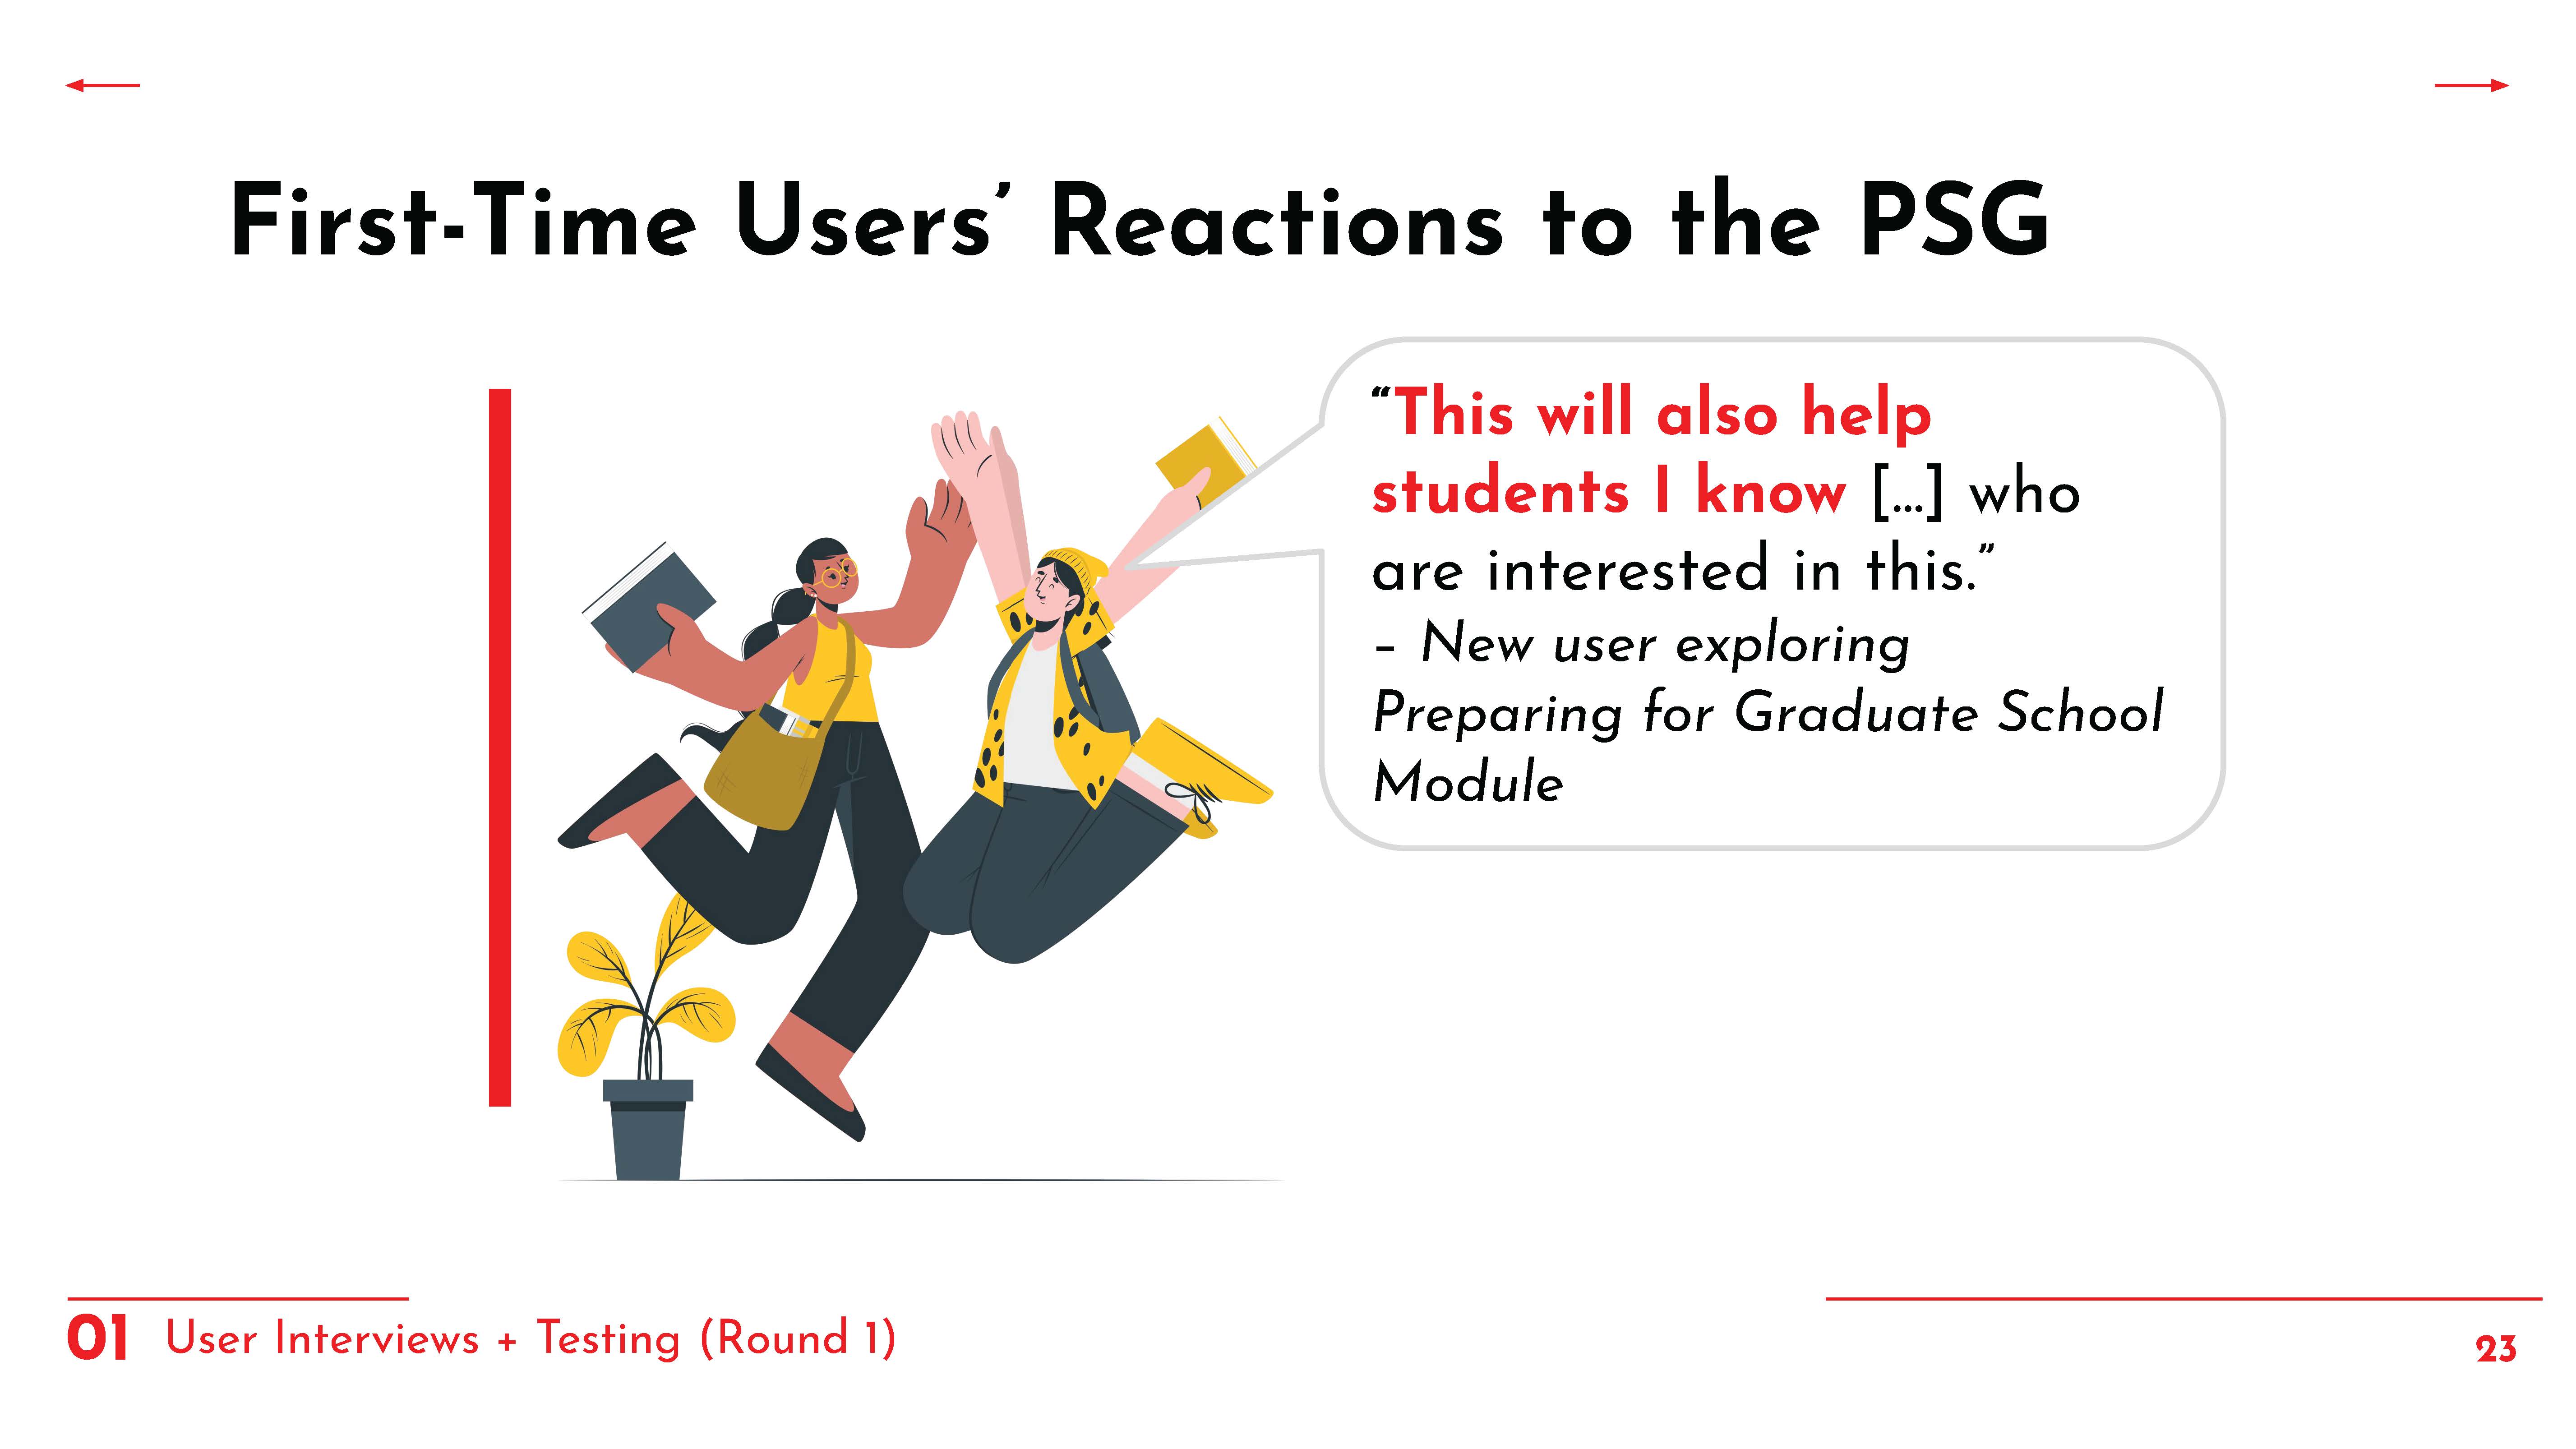 First-Time Users’ Reactions to the PSG
“This will also help
students I know [...] who
are interested in this.”
– New user exploring
Preparing for Graduate School
Module
01 User Interviews + Testing (Round 1)
23